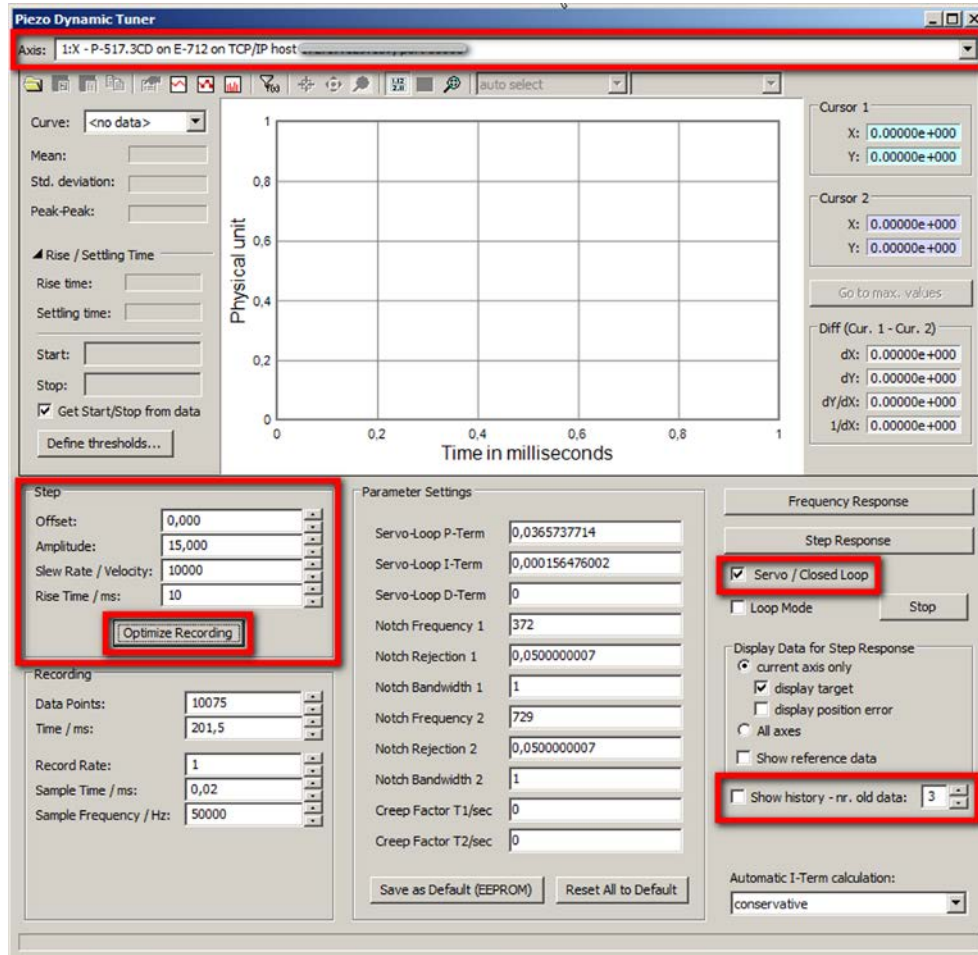 Piezo Dynamic Tuner
Axis: 1:X - P-517.3CD on E-712 on TCP/IP host
f(x)
1.12
2.0
auto select
Curve: <no data>
Mean:
Std. deviation:
Peak-Peak:
Rise / Settling Time
Rise time:
Settling time:
Start:
Stop:
Get Start/Stop from data
Define thresholds...
Physical unit
1
0,8
0,6
0,4
0,2
0
0 0,2 0,4 0,6 0,8 1
Time in milliseconds
Cursor 1
X: 0.00000e+000
Y: 0.00000e+000
Cursor 2
X: 0.00000e+000
Y: 0.00000e+000
Go to max. values
Diff (Cur. 1 - Cur. 2)
dX: 0.00000e+000
dY: 0.00000e+000
dY/dX: 0.00000e+000
1/dX: 0.00000e+000
Step
Offset: 0,000
Amplitude: 15,000
Slew Rate / Velocity: 10000
Rise Time / ms: 10
Optimize Recording
Recording
Data Points: 10075
Time / ms: 201,5
Record Rate: 1
Sample Time / ms: 0,02
Sample Frequency / Hz: 50000
Parameter Settings
Servo-Loop P-Term 0,0365737714
Servo-Loop I-Term 0,000156476002
Servo-Loop D-Term 0
Notch Frequency 1 372
Notch Rejection 1 0,0500000007
Notch Bandwidth 1 1
Notch Frequency 2 729
Notch Rejection 2 0,0500000007
Notch Bandwidth 2 1
Creep Factor T1/sec 0
Creep Factor T2/sec 0
Save as Default (EEPROM) Reset All to Default
Frequency Response
Step Response
Servo / Closed Loop
Loop Mode Stop
Display Data for Step Response
current axis only
display target
display position error
All axes
Show reference data
Show history - nr. old data: 3
Automatic I-Term calculation:
conservative